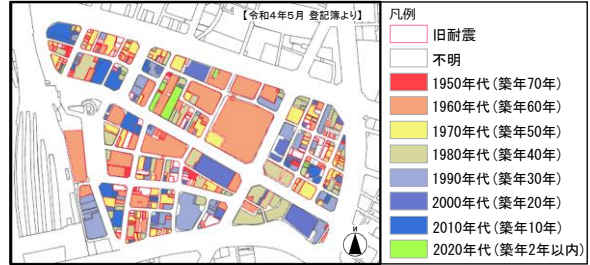 【令和4年5月 登記簿より】
N
凡例
旧耐震
不明
1950年代(築年70年)
1960年代(築年60年)
1970年代(築年50年)
1980年代(築年40年)
1990年代(築年30年)
2000年代(築年20年)
2010年代(築年10年)
2020年代(築年2年以内)